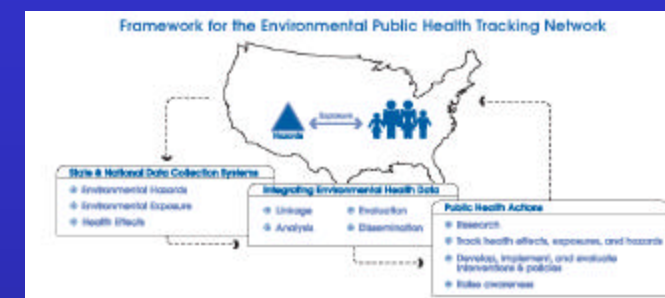 Framework for the Environmental Public Health Tracking Network
Exposure
Hazards
State & National Data Collection Systems
Environmental Hazards
Environmental Exposure
Health Effects
Integrating Environmental Health Data
Linkage
Evaluation
Analysis
Dissemination
Public Health Actions
Research
Track health effects, exposures, and hazards
Develop, implement, and evaluate
interventions & policies
Raise awareness